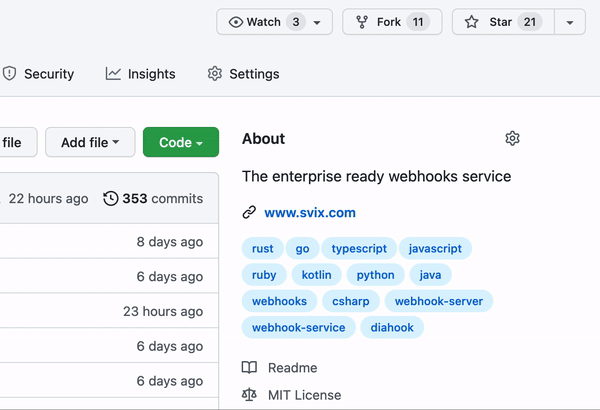 Watch 3 Fork 11 Star 21
Security Insights Settings
file Add file Code About
The enterprise ready webhooks service
22 hours ago 353 commits
www.svix.com
8 days ago
rust go typescript javascript
6 days ago
ruby kotlin python java
23 hours ago
webhooks csharp webhook-server
webhook-service diahook
6 days ago
Readme
6 days ago
MIT License